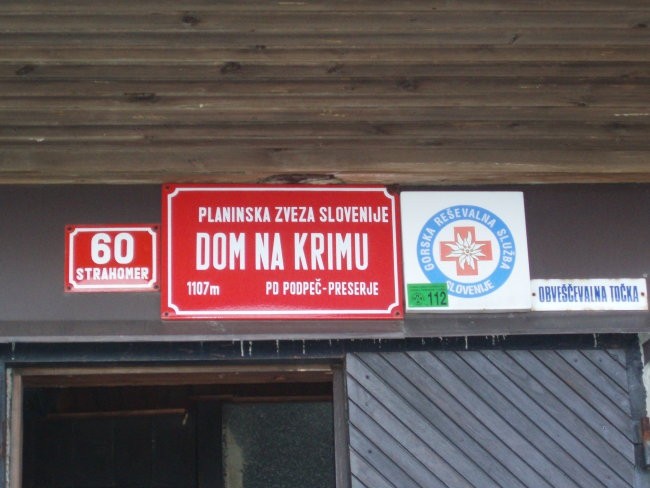 60
STRAHOMER
PLANINSKA ZVEZA SLOVENIJE
DOM NA KRIMU
1107m PD PODPEČ-PRESERJE
GORSKA REŠEVALNA SLUŽBA
SLOVENIJE
112
OBVEŠČEVALNA TOČKA